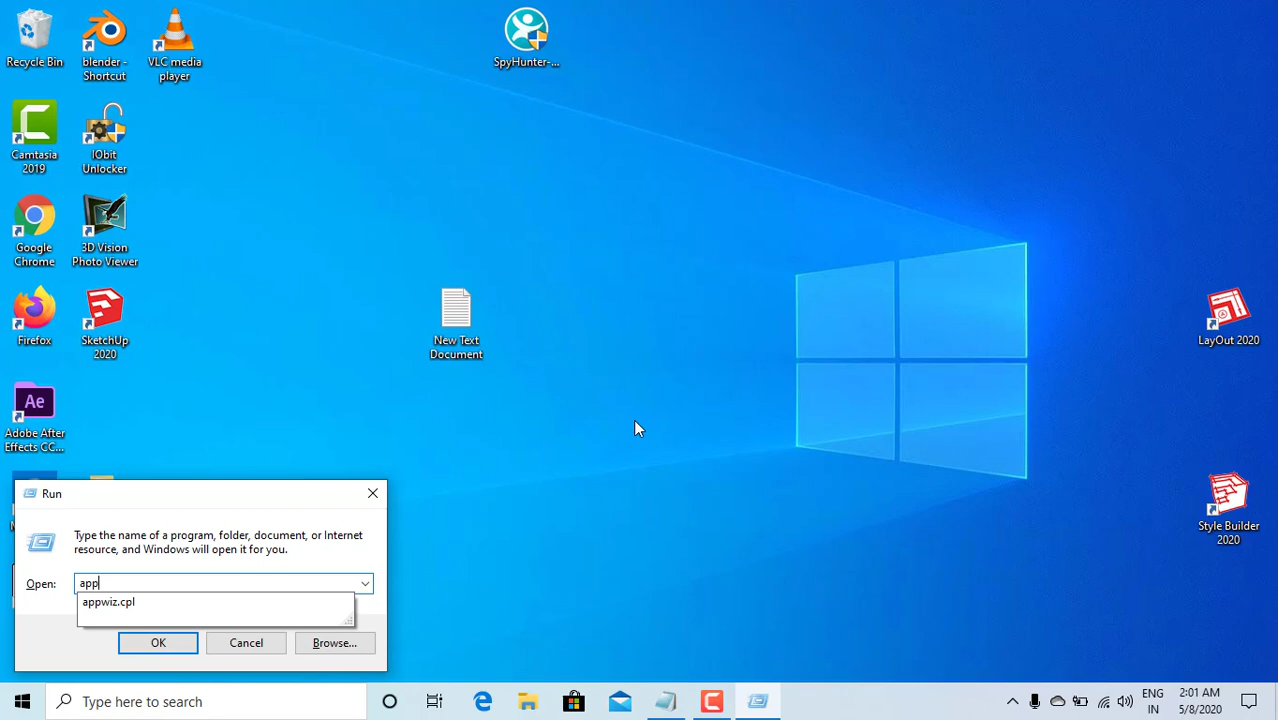 Recycle Bin
blender -
Shortcut
VLC media
player
SpyHunter-...
Camtasia
2019
IObit
Unlocker
Google
Chrome
3D Vision
Photo Viewer
Firefox
SketchUp
2020
New Text
Document
LayOut 2020
Ae
Adobe After
Effects CC...
Style Builder
2020
Run
Type the name of a program, folder, document, or Internet
resource, and Windows will open it for you.
Open:
app
appwiz.cpl
OK
Cancel
Browse...
Type here to search
ENG
IN
2:01 AM
5/8/2020